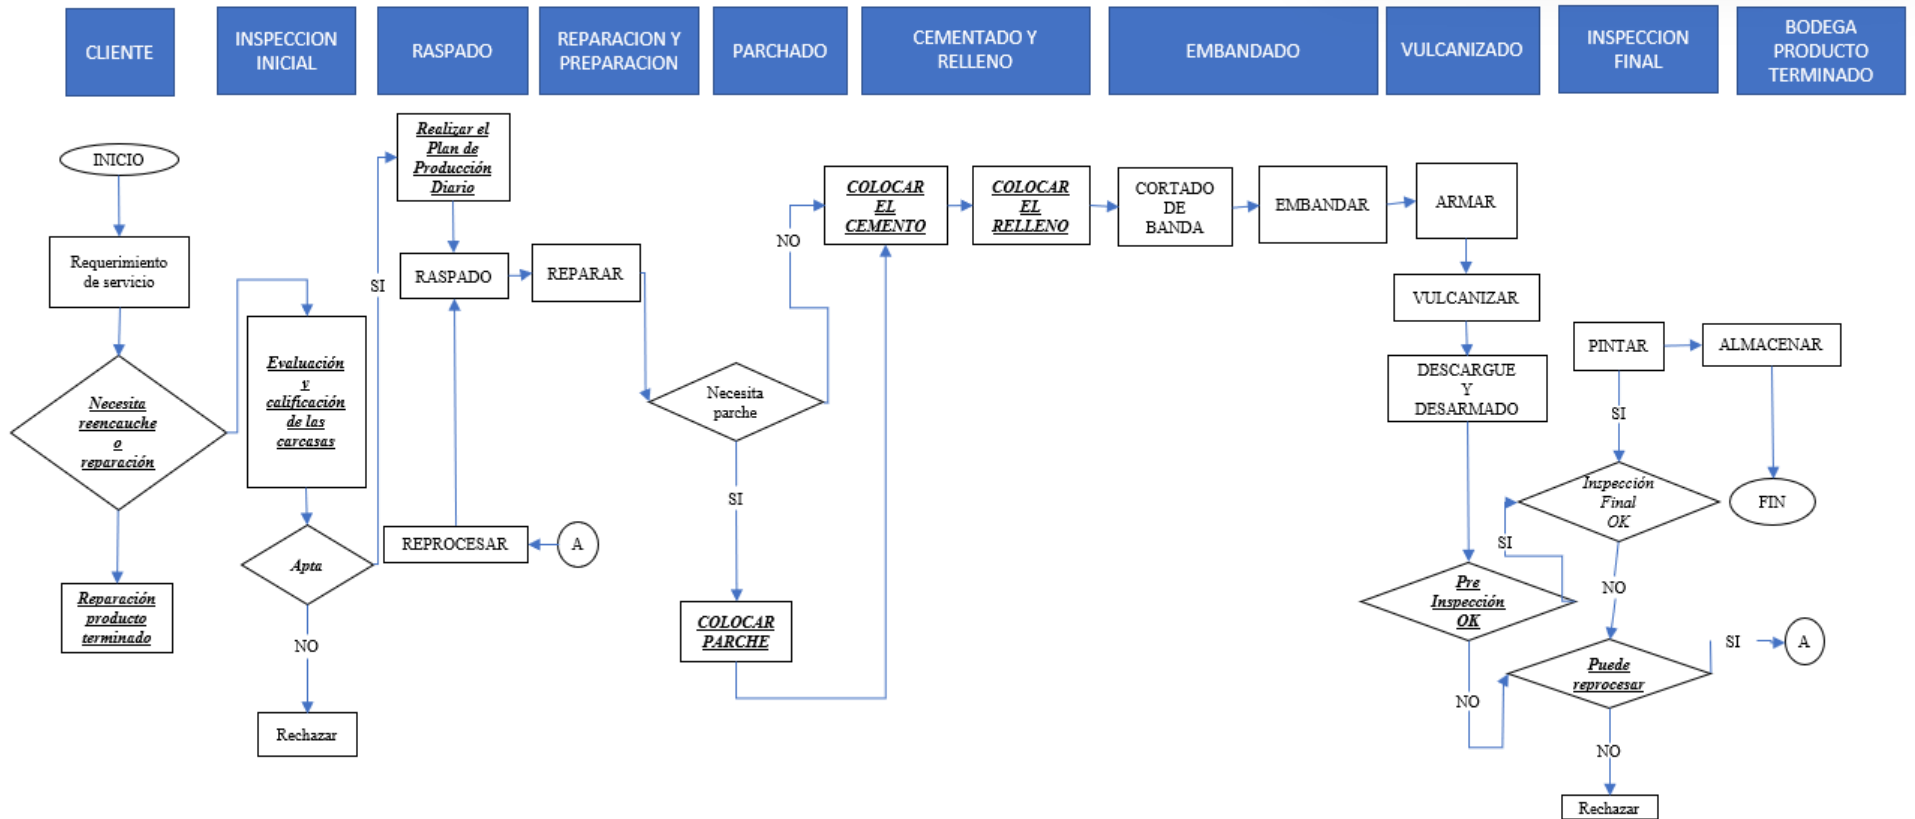 CLIENTE
INSPECCION
INICIAL
RASPADO
REPARACION Y
PREPARACION
PARCHADO
CEMENTADO Y
RELLENO
EMBANDADO
VULCANIZADO
INSPECCION
FINAL
BODEGA
PRODUCTO
TERMINADO
INICIO
Requerimiento
de servicio
Necesita
reencauche
o
reparación
Reparación
producto
terminado
Evaluación
y
calificación
de las
carcasas
Apta
NO
Rechazar
SI
Realizar el
Plan de
Producción
Diario
RASPADO
REPROCESAR
A
REPARAR
Necesita
parche
NO
SI
COLOCAR
PARCHE
COLOCAR
EL
CEMENTO
COLOCAR
EL
RELLENO
CORTADO
DE
BANDA
EMBANDAR
ARMAR
VULCANIZAR
DESCARGUE
Y
DESARMADO
Pre
Inspección
OK
SI
NO
PINTAR
SI
Inspección
Final
OK
NO
Puede
reprocesar
SI
A
NO
Rechazar
ALMACENAR
FIN